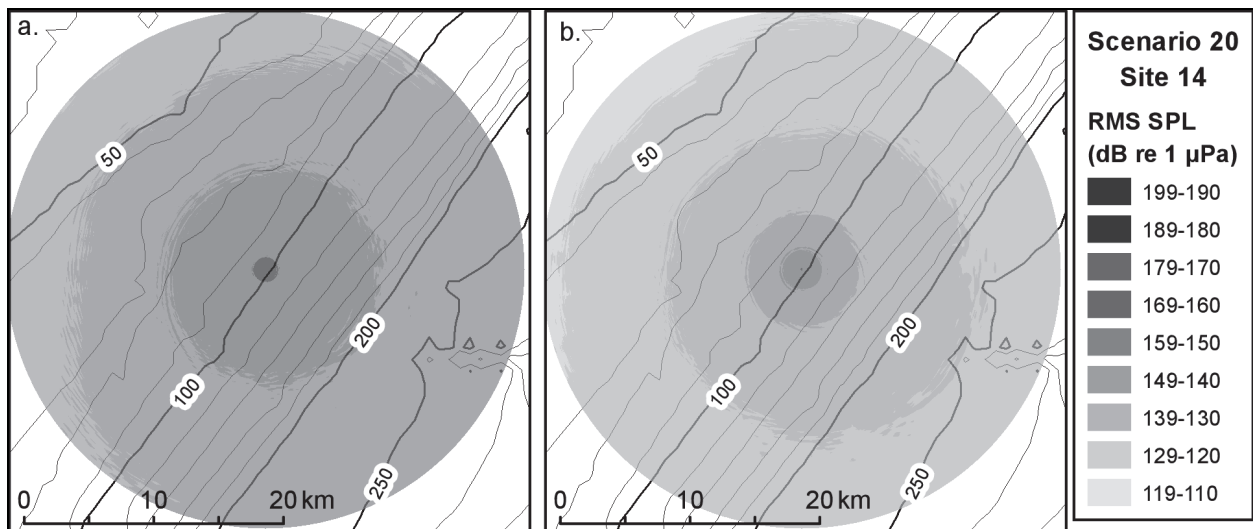 a.
50
100
200
250
0 10 20 km
b.
50
100
200
250
0 10 20 km
Scenario 20
Site 14
RMS SPL
(dB re 1 µPa)
199-190
189-180
179-170
169-160
159-150
149-140
139-130
129-120
119-110